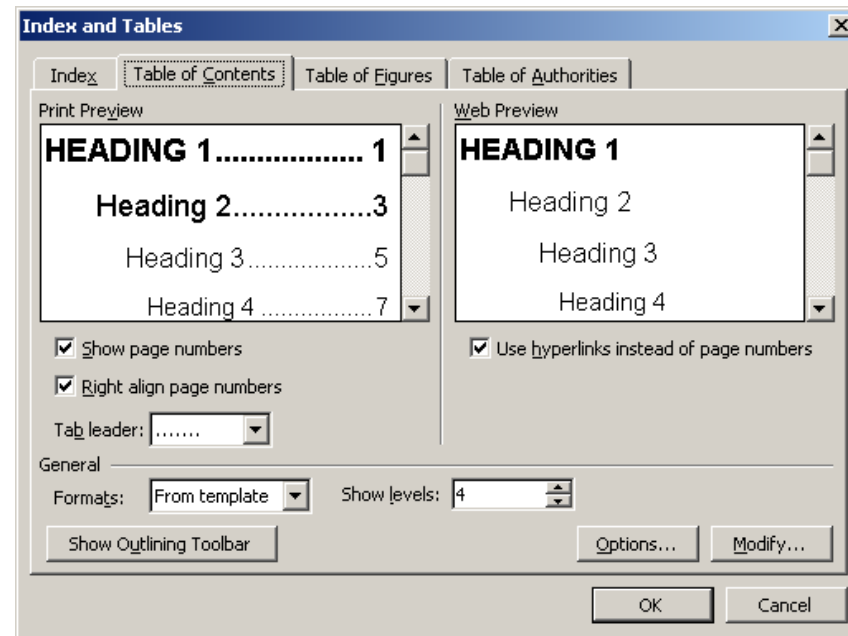 Index and Tables
Index Table of Contents Table of Figures Table of Authorities
Print Preview
HEADING 1.................. 1
Heading 2.................3
Heading 3...................5
Heading 4 .................7
Web Preview
HEADING 1
Heading 2
Heading 3
Heading 4
Show page numbers
Right align page numbers
Tab leader: .......
Use hyperlinks instead of page numbers
General
Formats: From template Show levels: 4
Show Outlining Toolbar Options... Modify...
OK Cancel